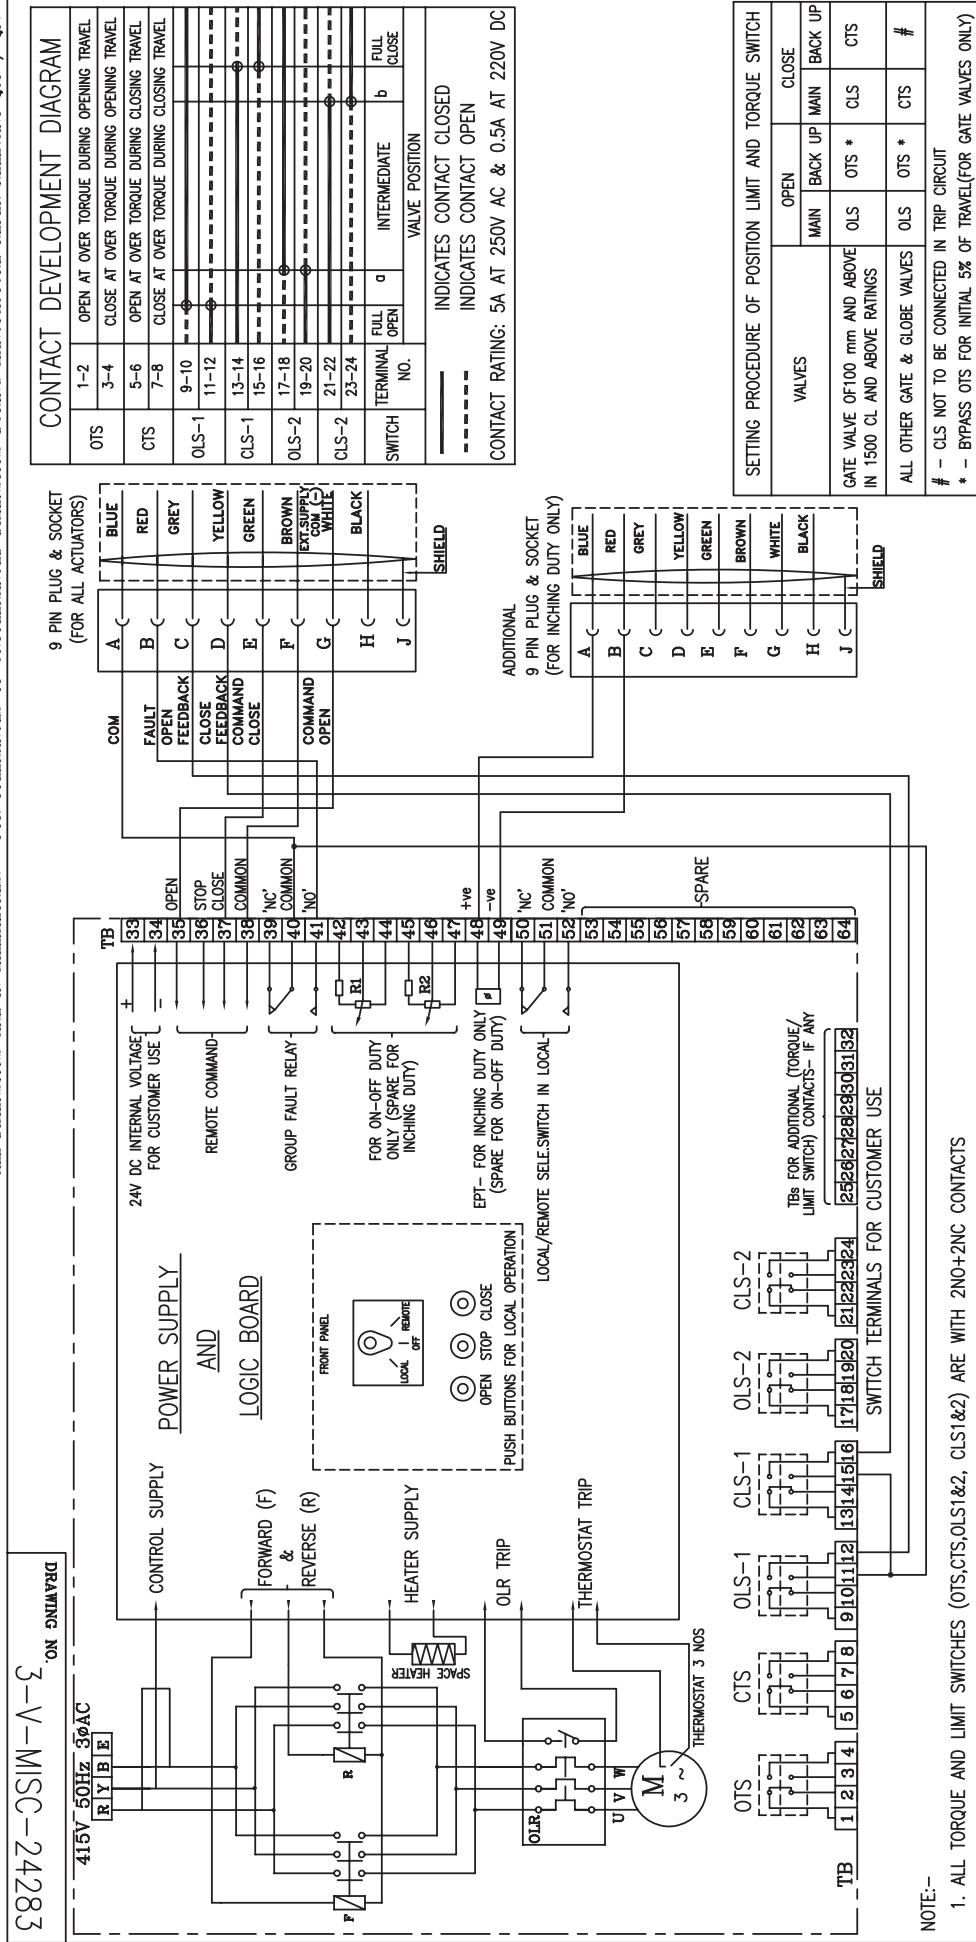 DRAWING NO.
3-V-MISC-24283
415V 50Hz 3øAC
R Y B E
CONTROL SUPPLY
FORWARD (F)
&
REVERSE (R)
HEATER SUPPLY
SPACE HEATER
OLR TRIP
THERMOSTAT TRIP
THERMOSTAT 3 NOS
F
R
OLR
U V W
M
3 ~
POWER SUPPLY
AND
LOGIC BOARD
FRONT PANEL
LOCAL
OFF
REMOTE
OPEN STOP CLOSE
PUSH BUTTONS FOR LOCAL OPERATION
24V DC INTERNAL VOLTAGE
FOR CUSTOMER USE
+
-
REMOTE COMMAND
GROUP FAULT RELAY
FOR ON-OFF DUTY
ONLY (SPARE FOR
INCHING DUTY)
R1
R2
EPT- FOR INCHING DUTY ONLY
(SPARE FOR ON-OFF DUTY)
ø
LOCAL/REMOTE SELE.SWITCH IN LOCAL
TB
33
34
35
36
37
38
39
40
41
42
43
44
45
46
47
48
49
50
51
52
53
54
55
56
57
58
59
60
61
62
63
64
OPEN
STOP
CLOSE
COMMON
'NC'
COMMON
'NO'
+ve
-ve
'NC'
COMMON
'NO'
SPARE
TB
OTS
1 2 3 4
CTS
5 6 7 8
OLS-1
9 10 11 12
CLS-1
13 14 15 16
OLS-2
17 18 19 20
CLS-2
21 22 23 24
TBs FOR ADDITIONAL (TORQUE/
LIMIT SWITCH) CONTACTS- IF ANY
25 26 27 28 29 30 31 32
SWTTCH TERMINALS FOR CUSTOMER USE
NOTE:-
1. ALL TORQUE AND LIMIT SWITCHES (OTS,CTS,OLS1&2, CLS1&2) ARE WITH 2NO+2NC CONTACTS
9 PIN PLUG & SOCKET
(FOR ALL ACTUATORS)
COM
FAULT
OPEN
FEEDBACK
CLOSE
FEEDBACK
COMMAND
CLOSE
COMMAND
OPEN
A BLUE
B RED
C GREY
D YELLOW
E GREEN
F BROWN
EXT.SUPPLY
COM (-)
G WHITE
H BLACK
J
SHIELD
ADDITIONAL
9 PIN PLUG & SOCKET
(FOR INCHING DUTY ONLY)
A BLUE
B RED
C GREY
D YELLOW
E GREEN
F BROWN
G WHITE
H BLACK
J
SHIELD
CONTACT DEVELOPMENT DIAGRAM
OTS 1-2 OPEN AT OVER TORQUE DURING OPENING TRAVEL
3-4 CLOSE AT OVER TORQUE DURING OPENING TRAVEL
CTS 5-6 OPEN AT OVER TORQUE DURING CLOSING TRAVEL
7-8 CLOSE AT OVER TORQUE DURING CLOSING TRAVEL
OLS-1 9-10
11-12
CLS-1 13-14
15-16
OLS-2 17-18
19-20
CLS-2 21-22
23-24
SWITCH TERMINAL NO. FULL OPEN a INTERMEDIATE b FULL CLOSE
VALVE POSITION
INDICATES CONTACT CLOSED
INDICATES CONTACT OPEN
CONTACT RATING: 5A AT 250V AC & 0.5A AT 220V DC
SETTING PROCEDURE OF POSITION LIMIT AND TORQUE SWITCH
VALVES OPEN CLOSE
MAIN BACK UP MAIN BACK UP
GATE VALVE OF100 mm AND ABOVE
IN 1500 CL AND ABOVE RATINGS
OLS OTS * CLS CTS
ALL OTHER GATE & GLOBE VALVES OLS OTS * CTS #
# - CLS NOT TO BE CONNECTED IN TRIP CIRCUIT
* - BYPASS OTS FOR INITIAL 5% OF TRAVEL(FOR GATE VALVES ONLY)